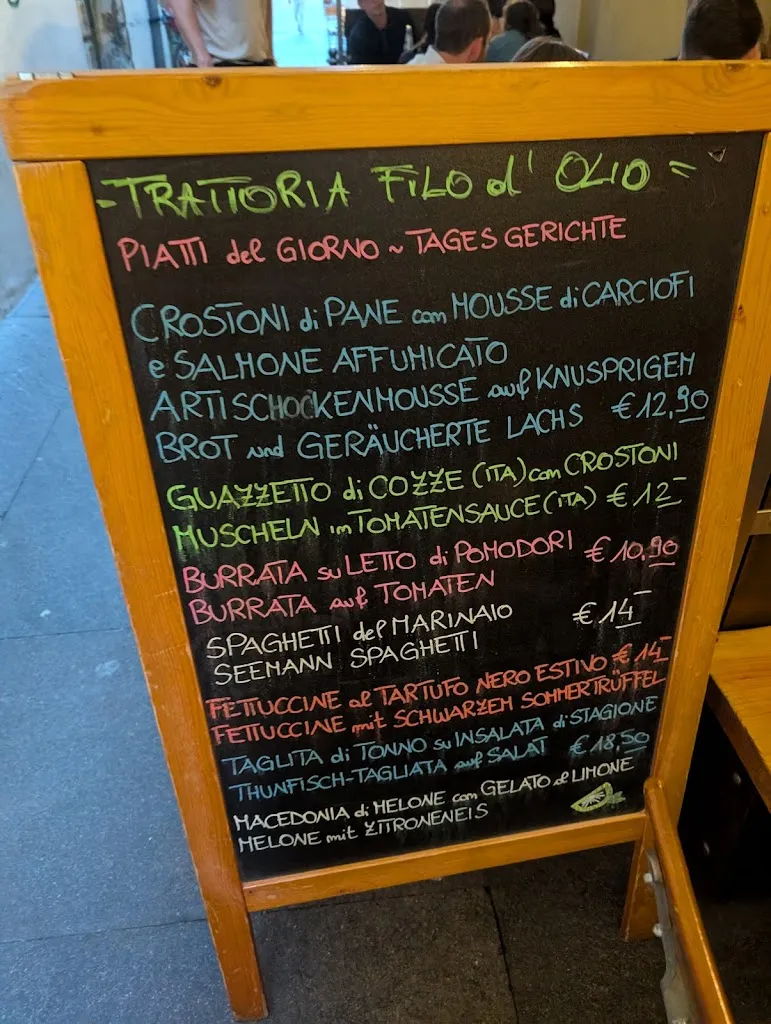 -TRATTORIA FILO d' OLIO =
PIATTI del GIORNO ~ TAGES GERICHTE
CROSTONI di PANE con MOUSSE di CARCIOFI
e SALMONE AFFUMICATO
ARTISCHOCKENMOUSSE auf KNUSPRIGEM
BROT und GERÄUCHERTE LACHS €12,90
GUAZZETTO di COZZE (ITA) con CROSTONI
MUSCHELN im TOMATENSAUCE (ITA) €12-
BURRATA su LETTO di POMODORI €10,90
BURRATA auf TOMATEN
SPAGHETTI del MARINAIO €14-
SEEMANN SPAGHETTI
FETTUCCINE al TARTUFO NERO ESTIVO €14-
FETTUCCINE mit SCHWARZEM SOMMERTRÜFFEL
TAGLITA di TONNO su INSALATA di STAGIONE
THUNFISCH-TAGLIATA auf SALAT €18,50
MACEDONIA di MELONE con GELATO al LIMONE
MELONE mit ZITRONENEIS